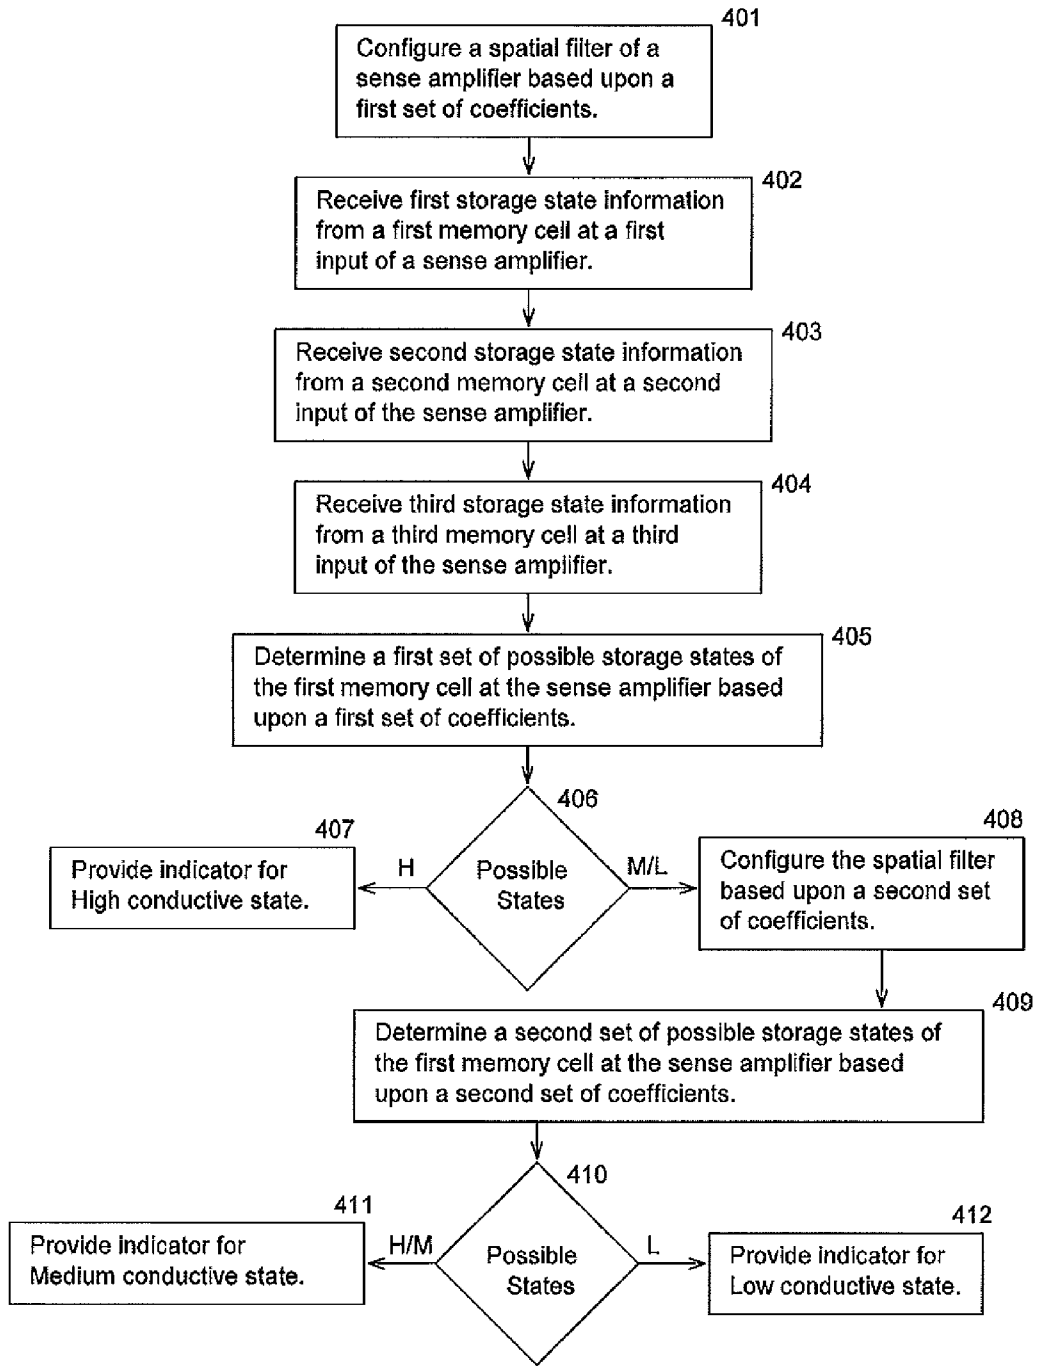 401
Configure a spatial filter of a
sense amplifier based upon a
first set of coefficients.
402
Receive first storage state information
from a first memory cell at a first
input of a sense amplifier.
403
Receive second storage state information
from a second memory cell at a second
input of the sense amplifier.
404
Receive third storage state information
from a third memory cell at a third
input of the sense amplifier.
405
Determine a first set of possible storage states of
the first memory cell at the sense amplifier based
upon a first set of coefficients.
406
Possible
States
H
M/L
407
Provide indicator for
High conductive state.
408
Configure the spatial filter
based upon a second set
of coefficients.
409
Determine a second set of possible storage states of
the first memory cell at the sense amplifier based
upon a second set of coefficients.
410
Possible
States
H/M
L
411
Provide indicator for
Medium conductive state.
412
Provide indicator for
Low conductive state.